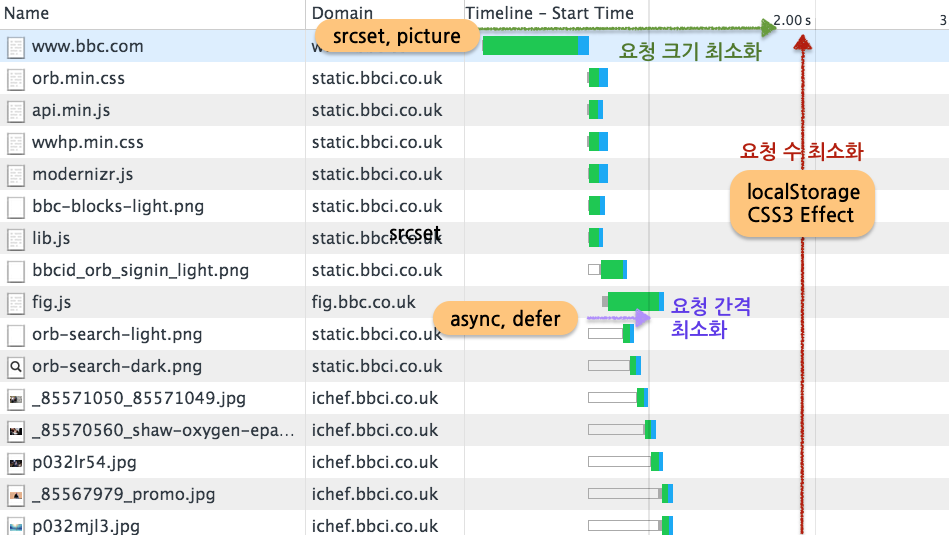 Name Domain Timeline – Start Time
2.00 s 3
www.bbc.com w
srcset, picture
요청 크기 최소화
orb.min.css static.bbci.co.uk
api.min.js static.bbci.co.uk
wwhp.min.css static.bbci.co.uk
요청 수 최소화
modernizr.js static.bbci.co.uk
localStorage
CSS3 Effect
bbc-blocks-light.png static.bbci.co.uk
srcset
lib.js static.bbci.co.uk
bbcid_orb_signin_light.png static.bbci.co.uk
fig.js fig.bbc.co.uk
async, defer
요청 간격
최소화
orb-search-light.png static.bbci.co.uk
orb-search-dark.png static.bbci.co.uk
_85571050_85571049.jpg ichef.bbci.co.uk
_85570560_shaw-oxygen-epa... ichef.bbci.co.uk
p032lr54.jpg ichef.bbci.co.uk
_85567979_promo.jpg ichef.bbci.co.uk
p032mjl3.jpg ichef.bbci.co.uk